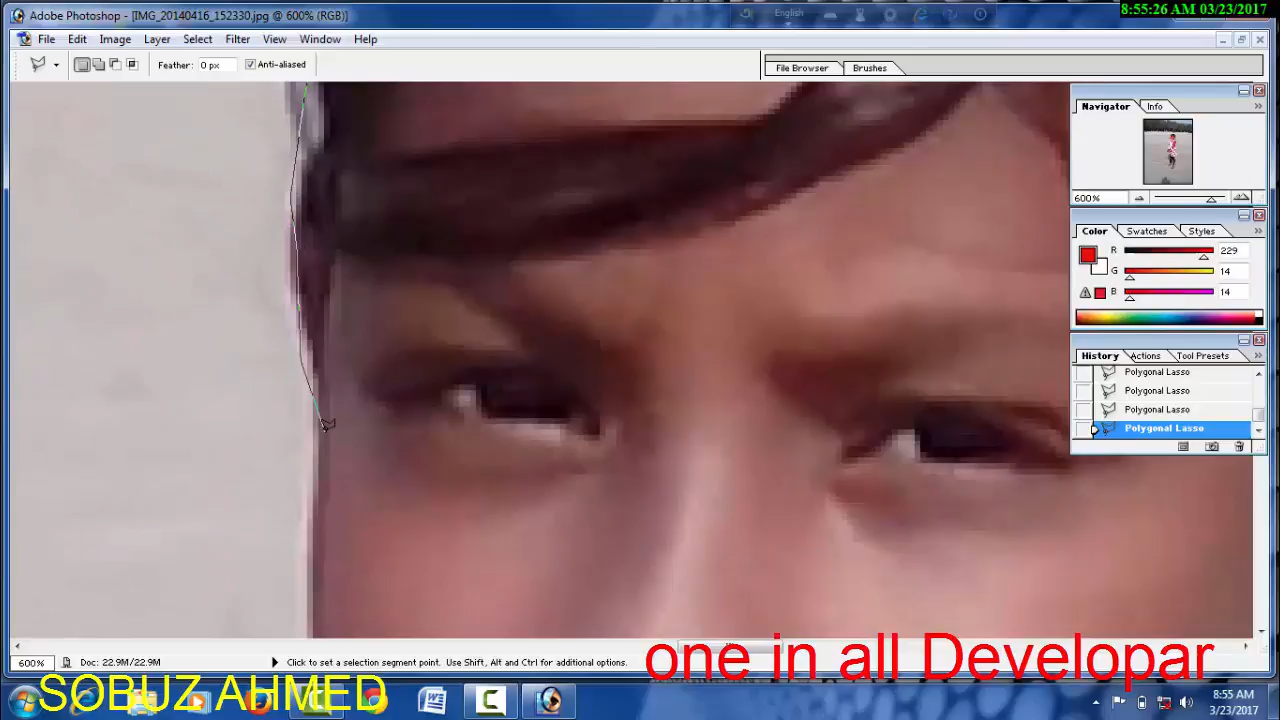 Adobe Photoshop - [IMG_20140416_152330.jpg @ 600% (RGB)]
English
8:55:26 AM 03/23/2017
File Edit Image Layer Select Filter View Window Help
Feather: 0 px Anti-aliased
File Browser Brushes
Navigator Info
600%
Color Swatches Styles
R 229
G 14
B 14
History Actions Tool Presets
Polygonal Lasso
Polygonal Lasso
Polygonal Lasso
Polygonal Lasso
600% Doc: 22.9M/22.9M Click to set a selection segment point. Use Shift, Alt and Ctrl for additional options.
one in all Developar
SOBUZ AHMED
8:55 AM
3/23/2017